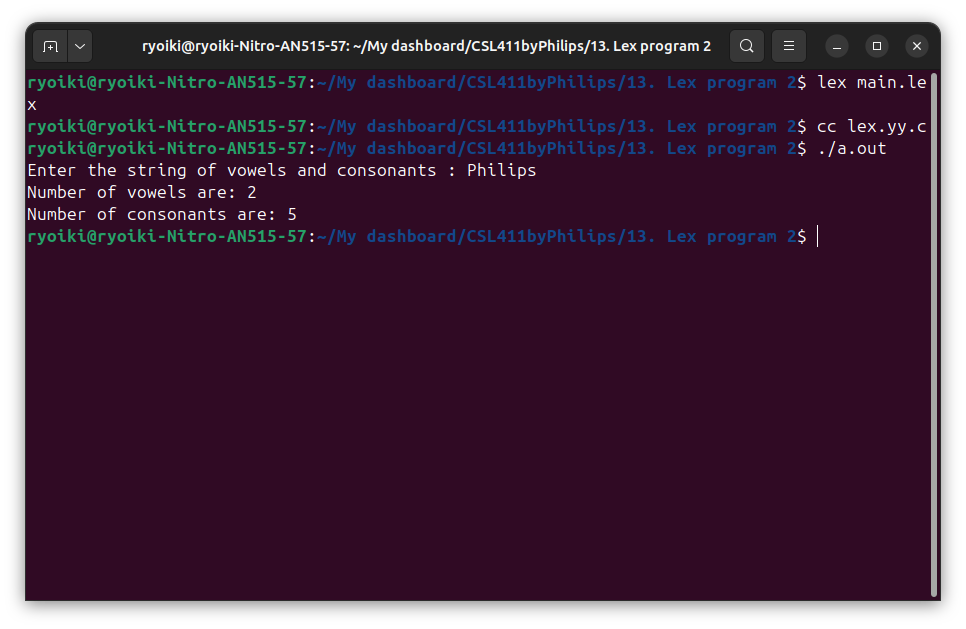 ryoiki@ryoiki-Nitro-AN515-57: ~/My dashboard/CSL411byPhilips/13. Lex program 2
ryoiki@ryoiki-Nitro-AN515-57:~/My dashboard/CSL411byPhilips/13. Lex program 2$ lex main.le
x
ryoiki@ryoiki-Nitro-AN515-57:~/My dashboard/CSL411byPhilips/13. Lex program 2$ cc lex.yy.c
ryoiki@ryoiki-Nitro-AN515-57:~/My dashboard/CSL411byPhilips/13. Lex program 2$ ./a.out
Enter the string of vowels and consonants : Philips
Number of vowels are: 2
Number of consonants are: 5
ryoiki@ryoiki-Nitro-AN515-57:~/My dashboard/CSL411byPhilips/13. Lex program 2$